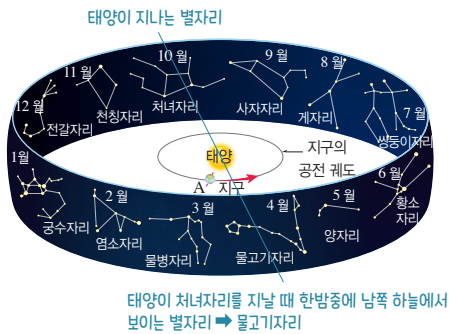 태양이 지나는 별자리
10월
9월
11월
8월
12월
7월
처녀자리
사자자리
천칭자리
게자리
전갈자리
쌍둥이자리
태양
지구의
공전 궤도
1월
6월
A
지구
2월
3월
4월
5월
황소
자리
궁수자리
염소자리
물병자리
물고기자리
양자리
태양이 처녀자리를 지날 때 한밤중에 남쪽 하늘에서
보이는 별자리 ➡ 물고기자리